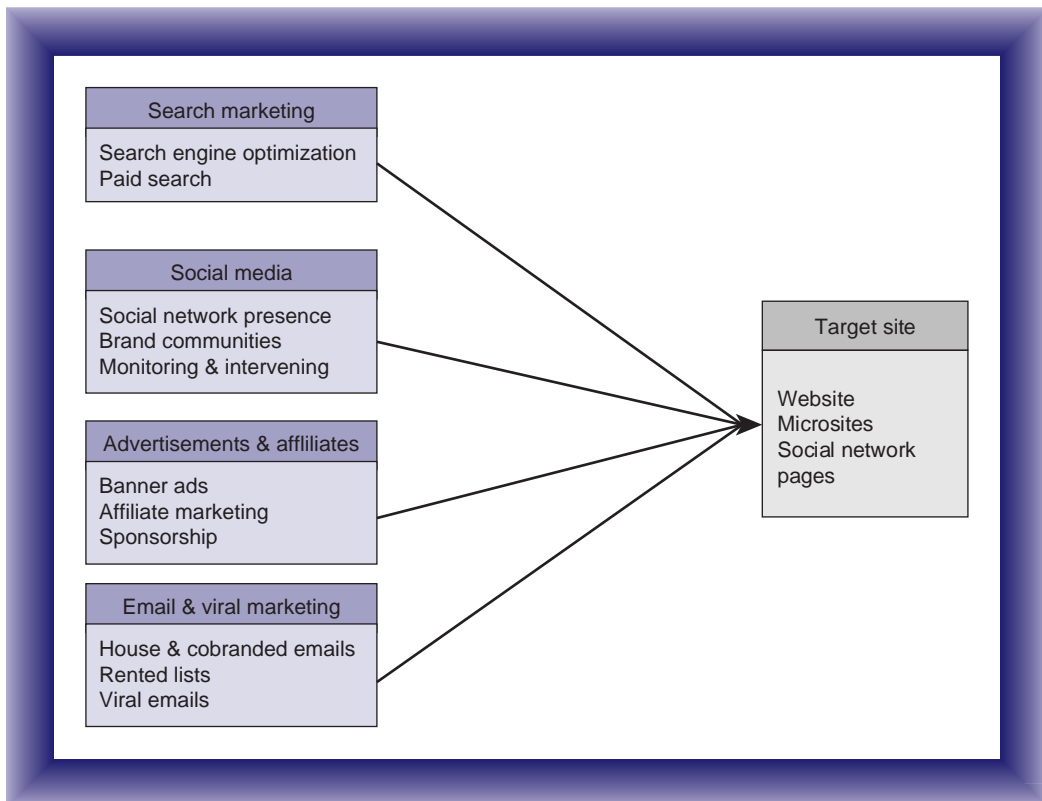 Search marketing
Search engine optimization
Paid search
Social media
Social network presence
Brand communities
Monitoring & intervening
Advertisements & affliliates
Banner ads
Affiliate marketing
Sponsorship
Email & viral marketing
House & cobranded emails
Rented lists
Viral emails
Target site
Website
Microsites
Social network
pages